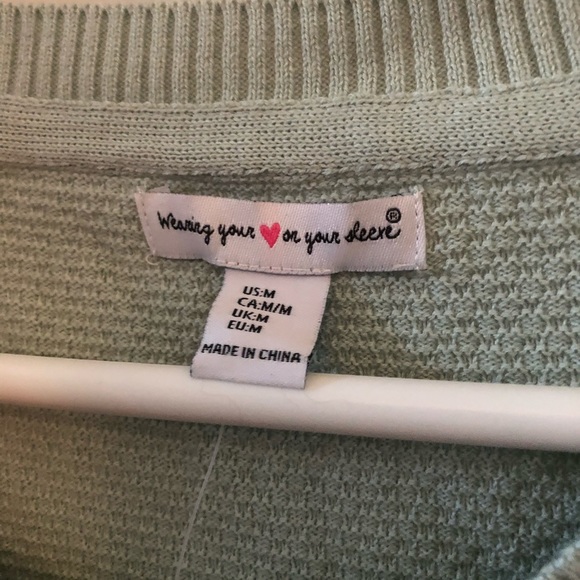 Wearing your ♥ on your sleeve®
US:M
CA:M/M
UK:M
EU:M
MADE IN CHINA